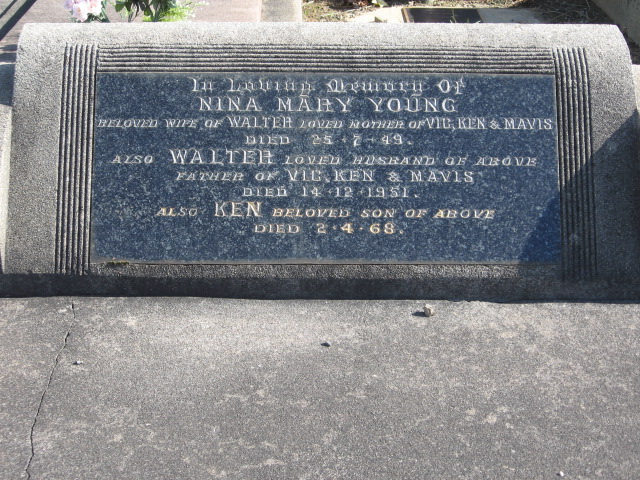 In Loving Memory Of
NINA MARY YOUNG
BELOVED WIFE OF WALTER LOVED MOTHER OF VIC, KEN & MAVIS
DIED 25·7·49.
ALSO WALTER LOVED HUSBAND OF ABOVE
FATHER OF VIC, KEN & MAVIS
DIED 14·12·1951.
ALSO KEN BELOVED SON OF ABOVE
DIED 2·4·68.